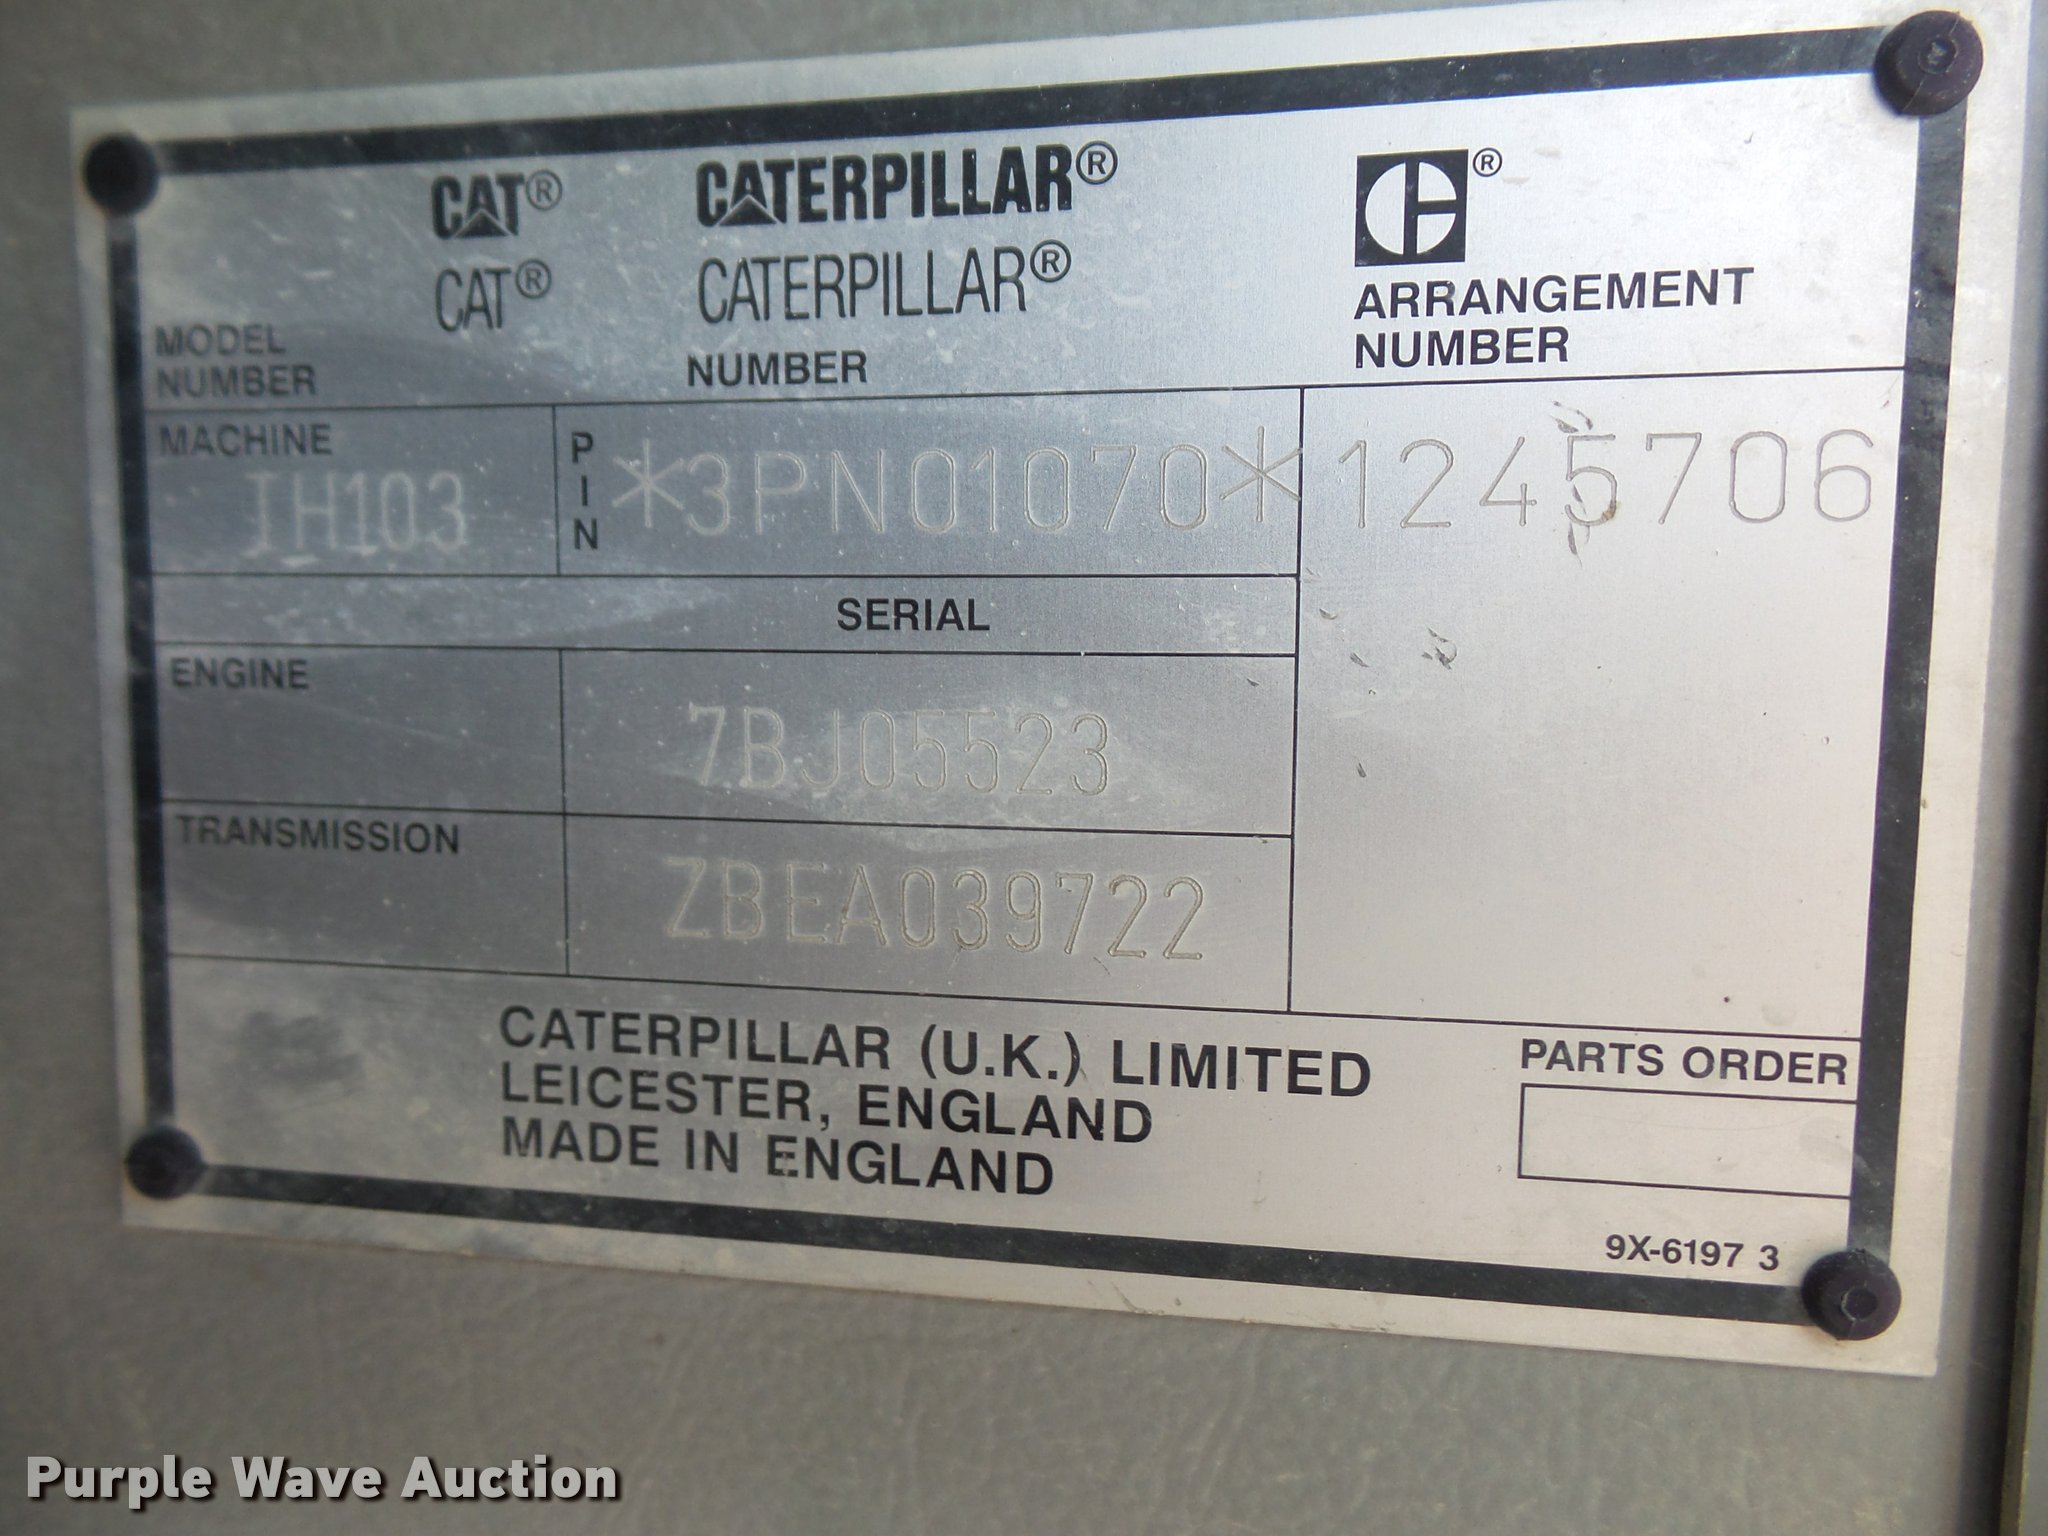 CAT® CATERPILLAR® ®
CAT® CATERPILLAR® ARRANGEMENT
MODEL NUMBER
NUMBER NUMBER
MACHINE PIN *3PN01070* 1245706
TH103
SERIAL
ENGINE
7BJ05523
TRANSMISSION
ZBEA039722
CATERPILLAR (U.K.) LIMITED
LEICESTER, ENGLAND
MADE IN ENGLAND
PARTS ORDER
9X-6197 3
Purple Wave Auction